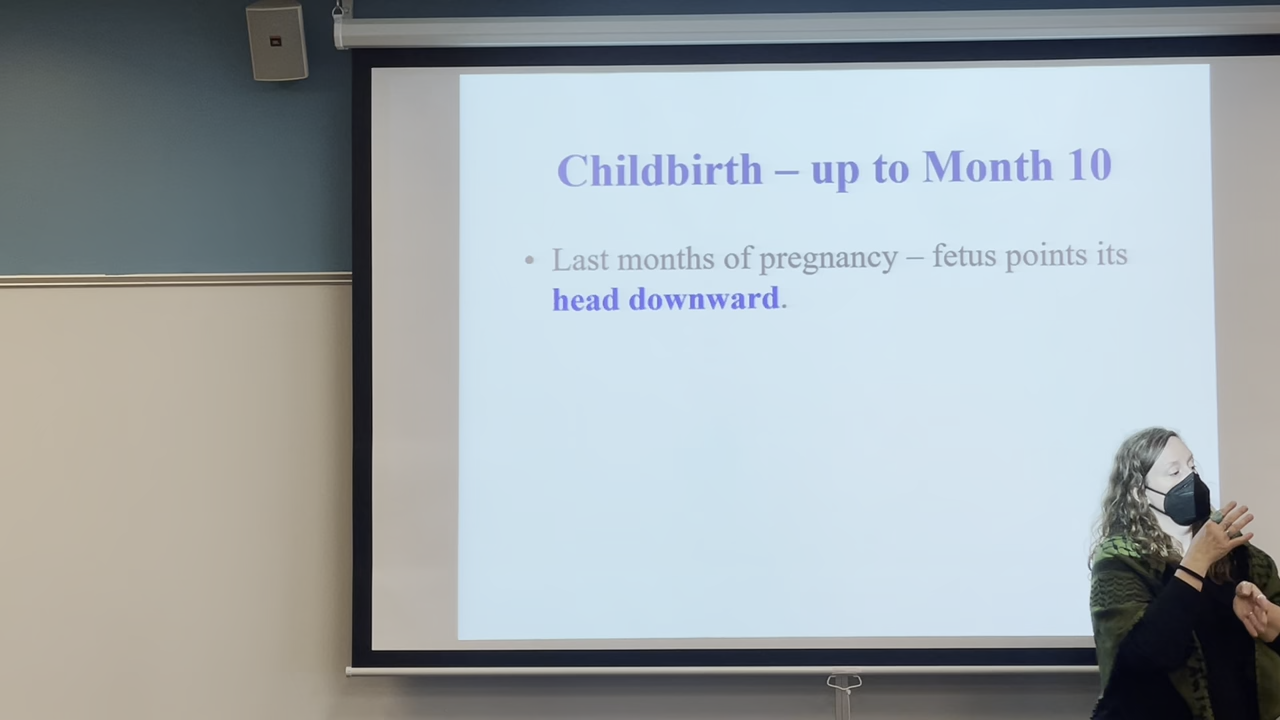 Childbirth – up to Month 10
• Last months of pregnancy – fetus points its
head downward.